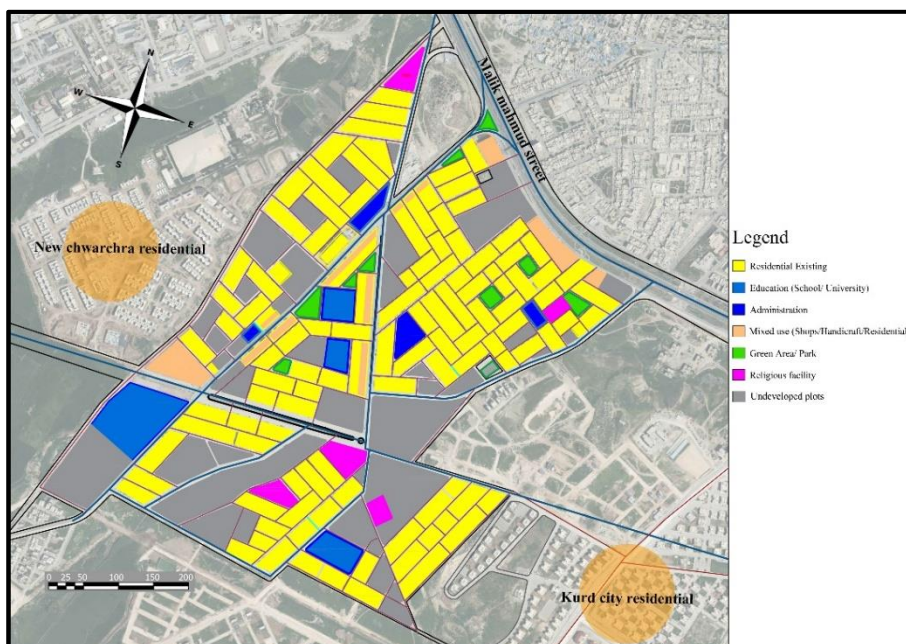 N
W
E
S
Malik mahmud street
New chwarchra residential
Kurd city residential
0 25 50 100 150 200
Legend
Residential Existing
Education (School/ University)
Administration
Mixed use (Shops/Handicraft/Residential
Green Area/ Park
Religious facility
Undeveloped plots